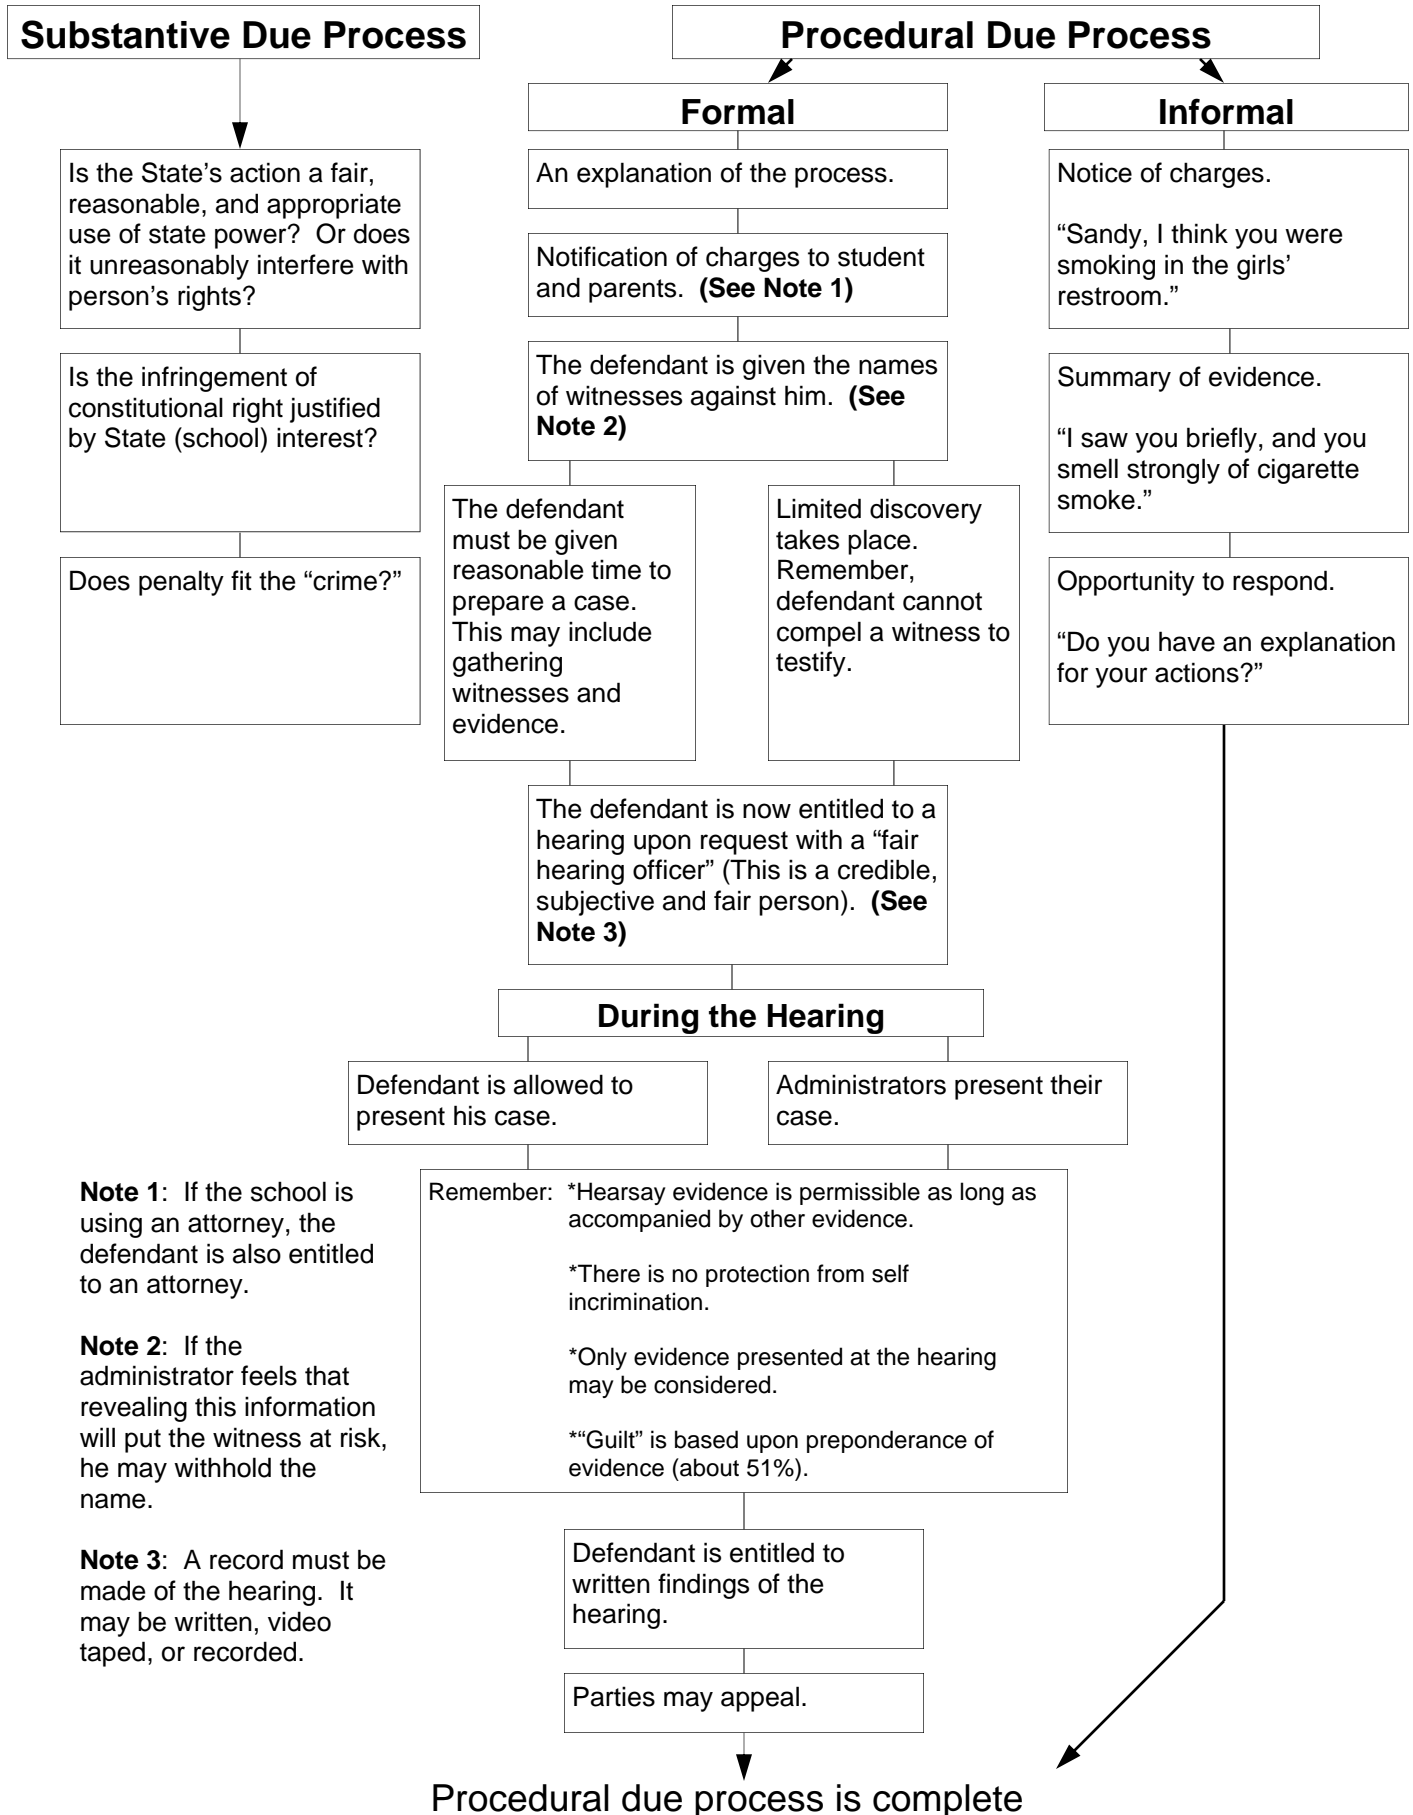 Substantive Due Process
Is the State’s action a fair,
reasonable, and appropriate
use of state power?  Or does
it unreasonably interfere with
person’s rights?
Is the infringement of
constitutional right justified
by State (school) interest?
Does penalty fit the “crime?”
Procedural Due Process
Formal
An explanation of the process.
Notification of charges to student
and parents.  (See Note 1)
The defendant is given the names
of witnesses against him.  (See
Note 2)
The defendant
must be given
reasonable time to
prepare a case.
This may include
gathering
witnesses and
evidence.
Limited discovery
takes place.
Remember,
defendant cannot
compel a witness to
testify.
The defendant is now entitled to a
hearing upon request with a “fair
hearing officer” (This is a credible,
subjective and fair person).  (See
Note 3)
Informal
Notice of charges.
“Sandy, I think you were
smoking in the girls’
restroom.”
Summary of evidence.
“I saw you briefly, and you
smell strongly of cigarette
smoke.”
Opportunity to respond.
“Do you have an explanation
for your actions?”
During the Hearing
Defendant is allowed to
present his case.
Administrators present their
case.
Remember:  *Hearsay evidence is permissible as long as
accompanied by other evidence.
*There is no protection from self
incrimination.
*Only evidence presented at the hearing
may be considered.
*“Guilt” is based upon preponderance of
evidence (about 51%).
Note 1:  If the school is
using an attorney, the
defendant is also entitled
to an attorney.
Note 2:  If the
administrator feels that
revealing this information
will put the witness at risk,
he may withhold the
name.
Note 3:  A record must be
made of the hearing.  It
may be written, video
taped, or recorded.
Defendant is entitled to
written findings of the
hearing.
Parties may appeal.
Procedural due process is complete